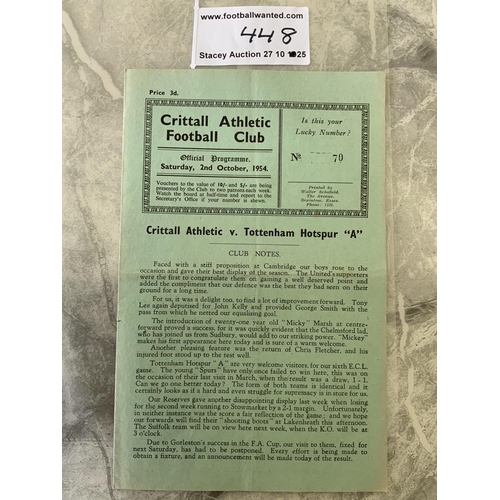 www.footballwanted.com
448
Stacey Auction 27 10 25
Price 3d.
Crittall Athletic
Football Club
Official Programme.
Saturday, 2nd October, 1954.
Vouchers to the value of 10/- and 5/- are being
presented by the Club to two patrons each week.
Watch the board at half-time and report to the
Secretary's Office if your number is shewn.
Is this your
Lucky Number?
No 70
Printed by
Walter Schofield,
The Avenue,
Braintree, Essex.
Phone:
Crittall Athletic v. Tottenham Hotspur "A"
CLUB NOTES.
Faced with a stiff proposition at Cambridge our boys rose to the
occasion and gave their best display of the season. The United's supporters
were the first to congratulate them on gaining a well deserved point and
added the compliment that our defence was the best they had seen on their
ground for a long time.
For us, it was a delight too, to find a lot of improvement forward. Tony
Lee again deputised for John Kelly and provided George Smith with the
pass from which he netted our equalising goal.
The introduction of twenty-one year old "Micky" Marsh at centre-
forward proved a success, for it was quickly evident that the Chelmsford lad,
who has joined us from Sudbury, would add to our striking power. "Mickey"
makes his first appearance here today and is sure of a warm welcome.
Another pleasing feature was the return of Chris Fletcher, and his
injured foot stood up to the test well.
Tottenham Hotspur "A" are very welcome visitors, for our sixth E.C.L.
game. The young "Spurs" have only once failed to win here, this was on
the occasion of their last visit in March, when the result was a draw, 1 - 1.
Can we go one better today? The form of both teams is identical and it
certainly looks as if a hard and even struggle for supremacy is in store for us.
Our Reserves gave another disappointing display last week when losing
for the second week running to Stowmarket by a 2-1 margin. Unfortunately,
in neither instance was the score a fair reflection of the game; and we hope
our forwards will find their "shooting boots" at Lakenheath this afternoon.
The Suffolk team will be on view here next week, when the K.O. will be at
3 o'clock.
Due to Gorleston's success in the F.A. Cup, our visit to them, fixed for
next Saturday, has had to be postponed. Every effort is being made to
obtain a fixture, and an announcement will be made today of the result.